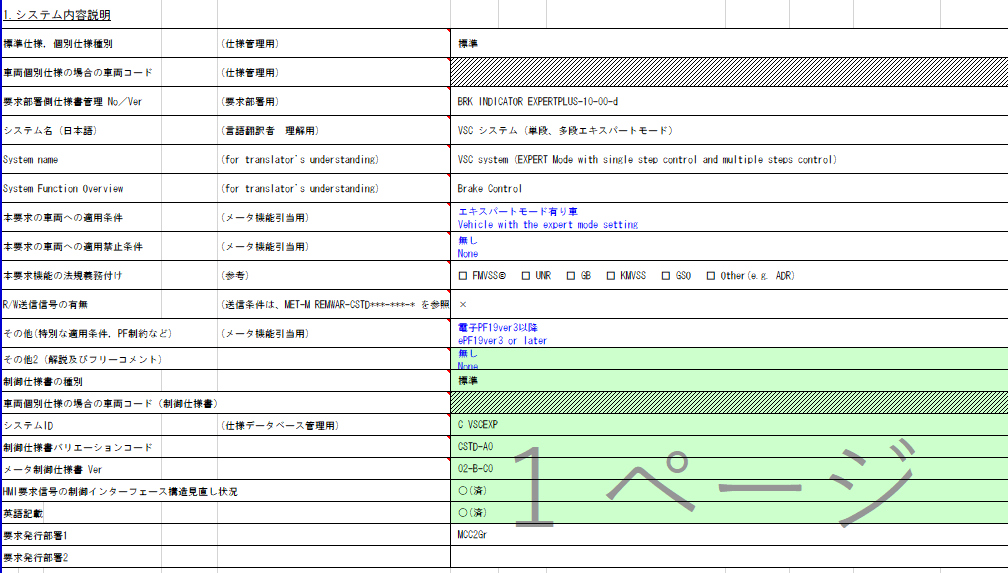 1. システム内容説明
標準仕様，個別仕様種別 （仕様管理用） 標準
車両個別仕様の場合の車両コード （仕様管理用）
要求部署側仕様書管理 No／Ver （要求部署用） BRK INDICATOR EXPERTPLUS-10-00-d
システム名（日本語） （言語翻訳者 理解用） VSC システム（単段、多段エキスパートモード）
System name （for translator's understanding） VSC system (EXPERT Mode with single step control and multiple steps control)
System Function Overview （for translator's understanding） Brake Control
本要求の車両への適用条件 （メータ機能引当用） エキスパートモード有り車
Vehicle with the expert mode setting
本要求の車両への適用禁止条件 （メータ機能引当用） 無し
None
本要求機能の法規義務付け （参考） □ FMVSS® □ UNR □ GB □ KMVSS □ GSO □ Other(e.g. ADR)
R/W送信信号の有無 （送信条件は、MET-M REMWAR-CSTD***-***-* を参照 ×
その他(特別な適用条件，PF制約など) （メータ機能引当用） 電子PF19ver3以降
ePF19ver3 or later
その他2（解説及びフリーコメント） 無し
None
制御仕様書の種別 標準
車両個別仕様の場合の車両コード（制御仕様書）
システムID （仕様データベース管理用） C VSCEXP
制御仕様書バリエーションコード CSTD-A0
メータ制御仕様書 Ver 02-B-C0
HMI要求信号の制御インターフェース構造見直し状況 ○(済)
英語記載 ○(済)
要求発行部署1 MCC2Gr
要求発行部署2
1 ページ